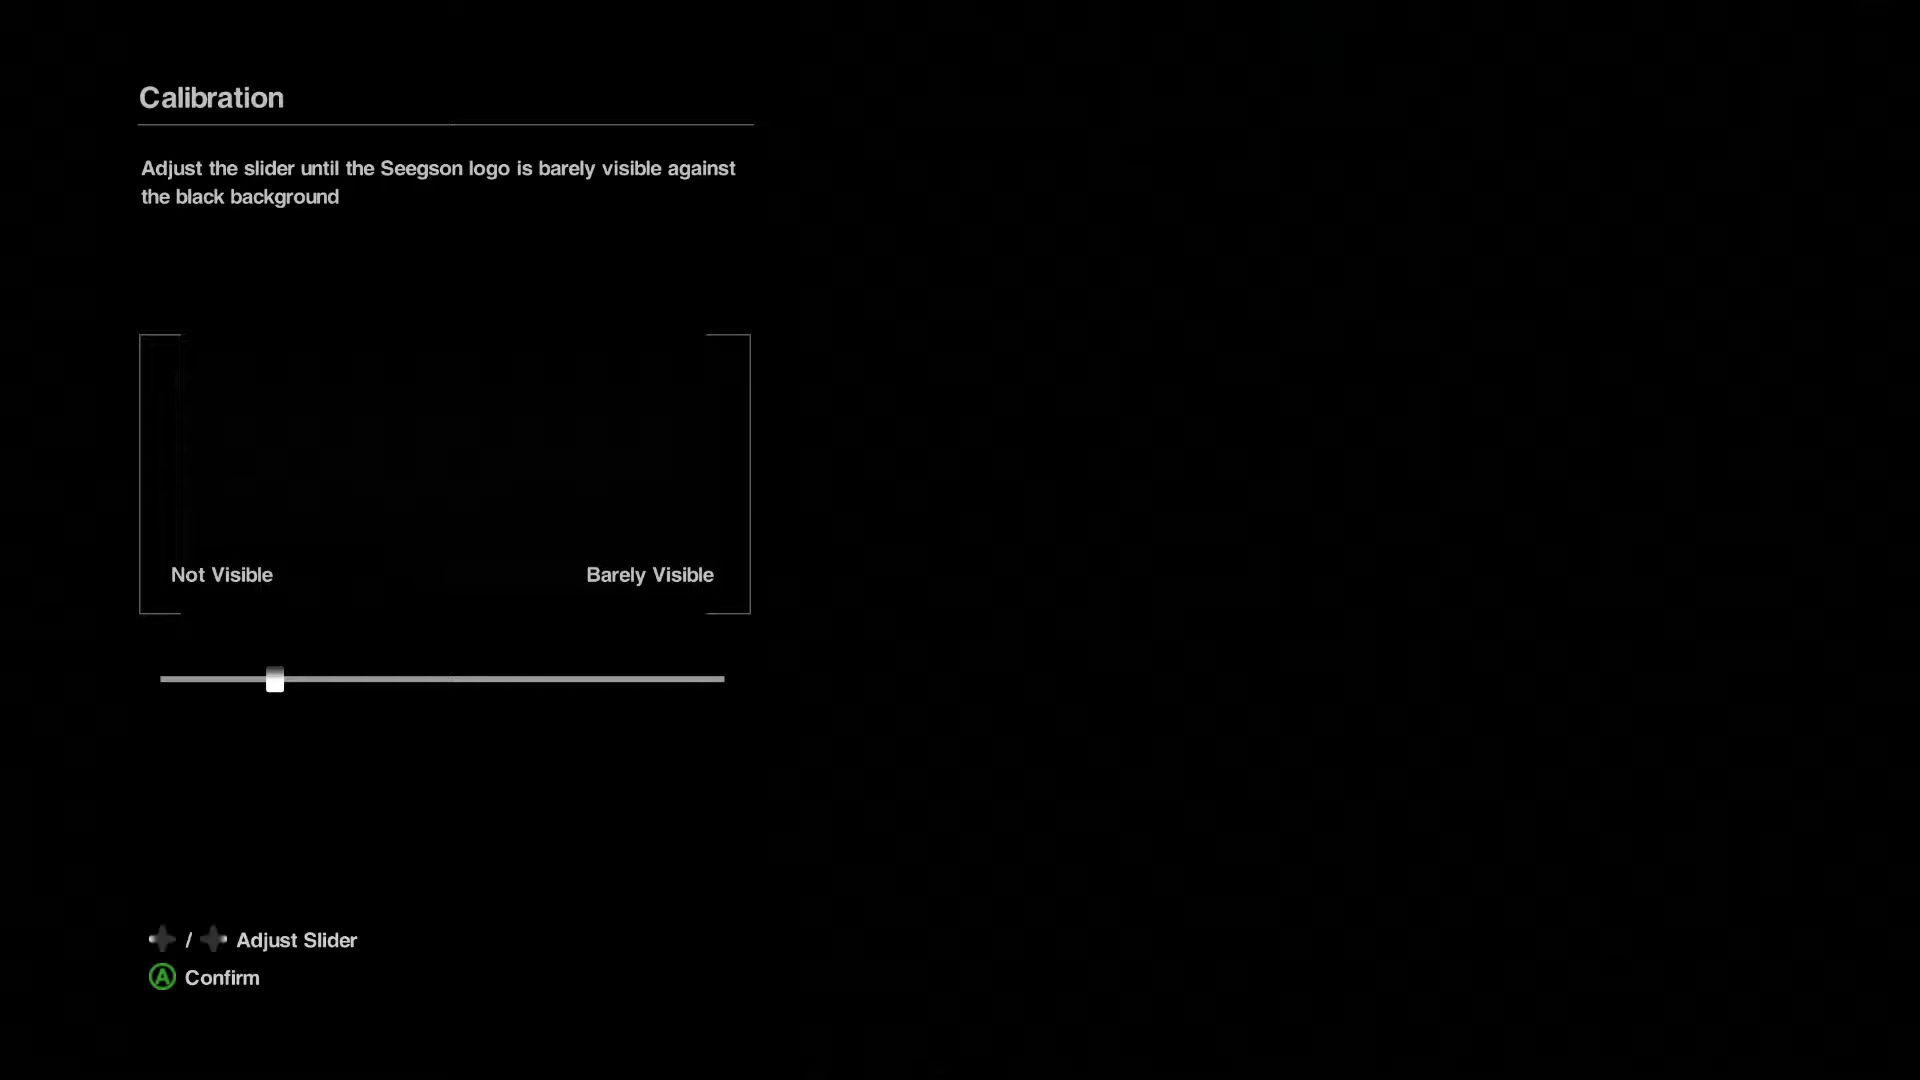 Calibration
Adjust the slider until the Seegson logo is barely visible against
the black background
Not Visible
Barely Visible
/ Adjust Slider
A Confirm